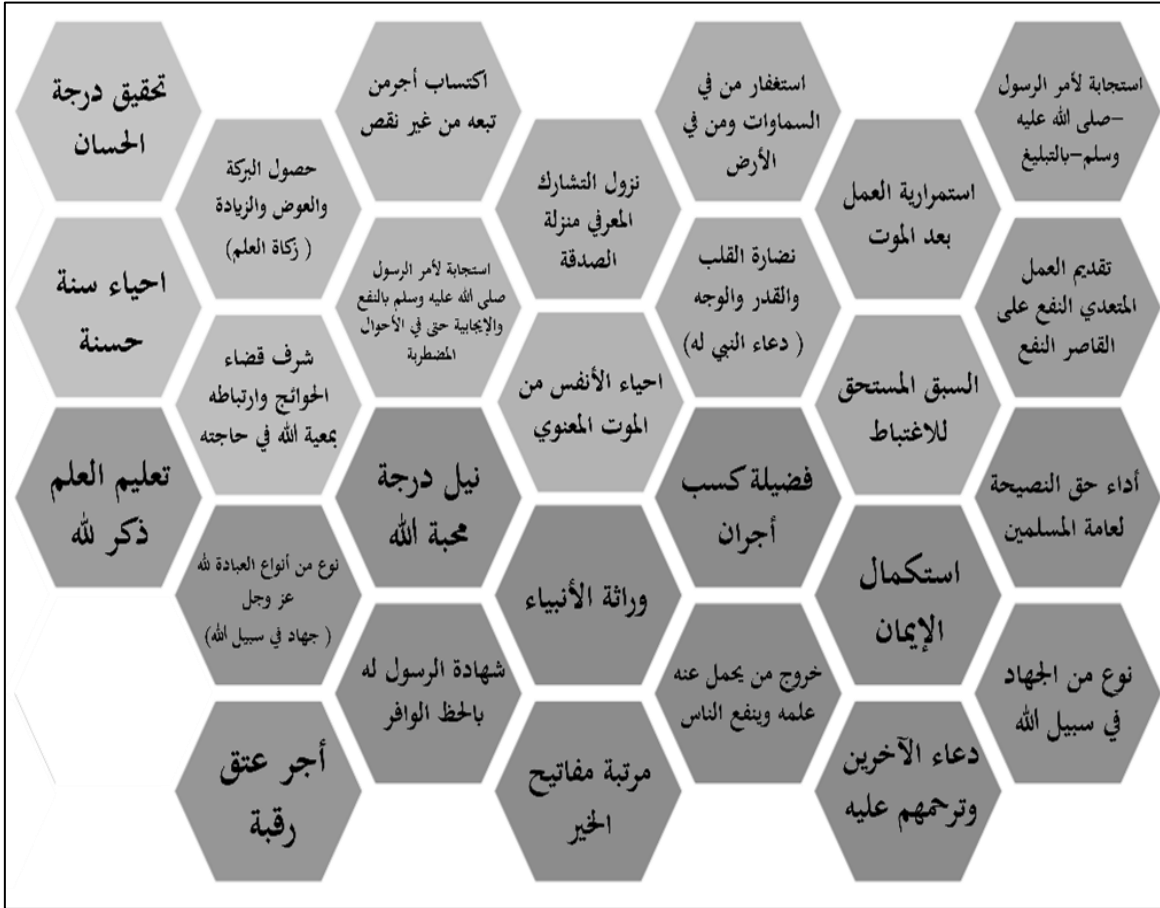 استجابة لأمر الرسول
-صلى الله عليه
وسلم-بالتبليغ
تقديم العمل
المتعدي النفع على
القاصر النفع
أداء حق النصيحة
لعامة المسلمين
نوع من الجهاد
في سبيل الله
استمرارية العمل
بعد الموت
السبق المستحق
للاغتباط
استكمال
الإيمان
دعاء الآخرين
وترحمهم عليه
استغفار من في
السماوات ومن في
الأرض
نضارة القلب
والقدر والوجه
( دعاء النبي له)
فضيلة كسب
أجران
خروج من يحمل عنه
علمه وينفع الناس
نزول التشارك
المعرفي منزلة
الصدقة
احياء الأنفس من
الموت المعنوي
وراثة الأنبياء
مرتبة مفاتيح
الخير
اكتساب أجرمن
تبعه من غير نقص
استجابة لأمر الرسول
صلى الله عليه وسلم بالنفع
والإيجابية حتى في الأحوال
المضطربة
نيل درجة
محبة الله
شهادة الرسول له
بالحظ الوافر
حصول البركة
والعوض والزيادة
( زكاة العلم)
شرف قضاء
الحوائج وارتباطه
بمعية الله في حاجته
نوع من أنواع العبادة لله
عز وجل
( جهاد في سبيل الله)
أجر عتق
رقبة
تحقيق درجة
الحسان
احياء سنة
حسنة
تعليم العلم
ذكر لله